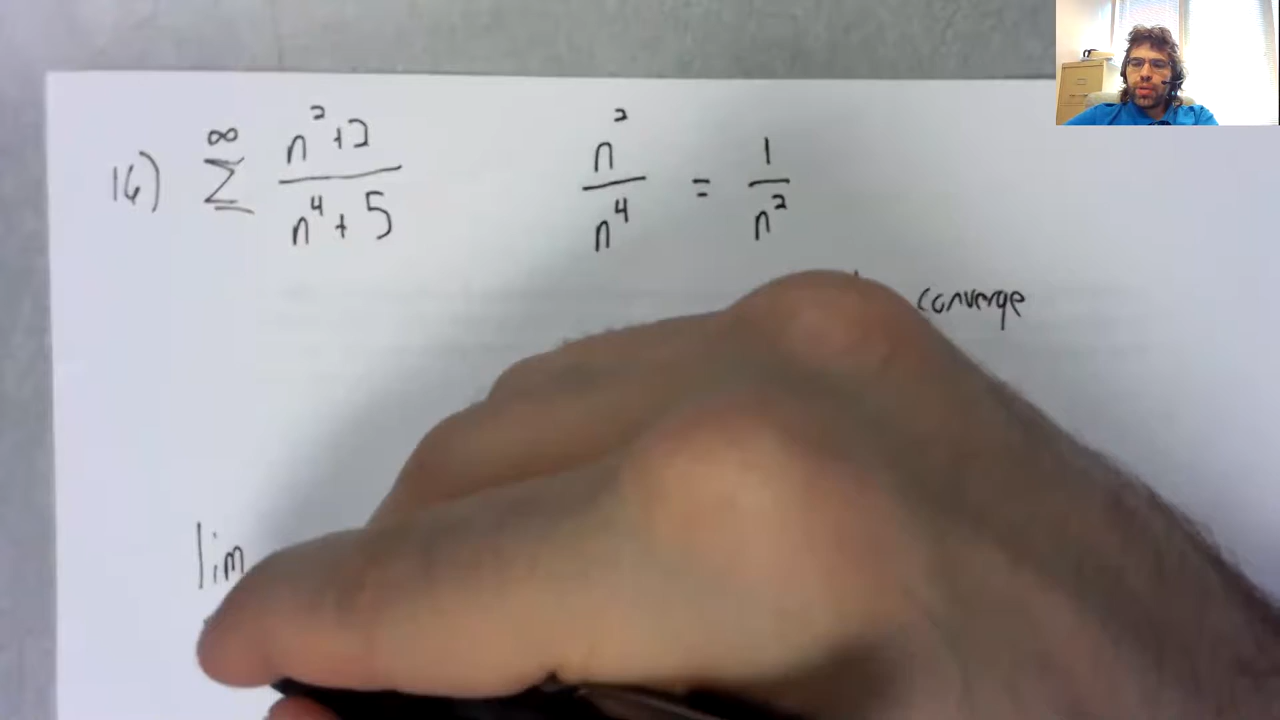 16) ∑^∞ (n²+2)/(n⁴+5)    n²/n⁴ = 1/n²
converge
lim